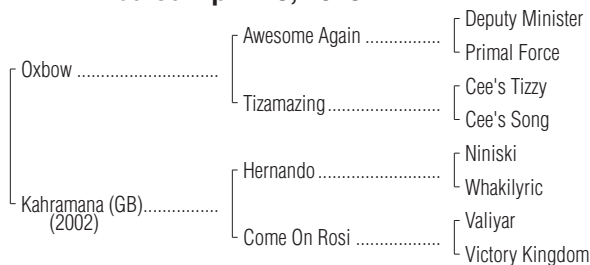 Awesome Again
Deputy Minister
Primal Force
Oxbow
Tizamazing
Cee's Tizzy
Cee's Song
Hernando
Niniski
Whakilyric
Kahramana (GB)
(2002)
Come On Rosi
Valiyar
Victory Kingdom